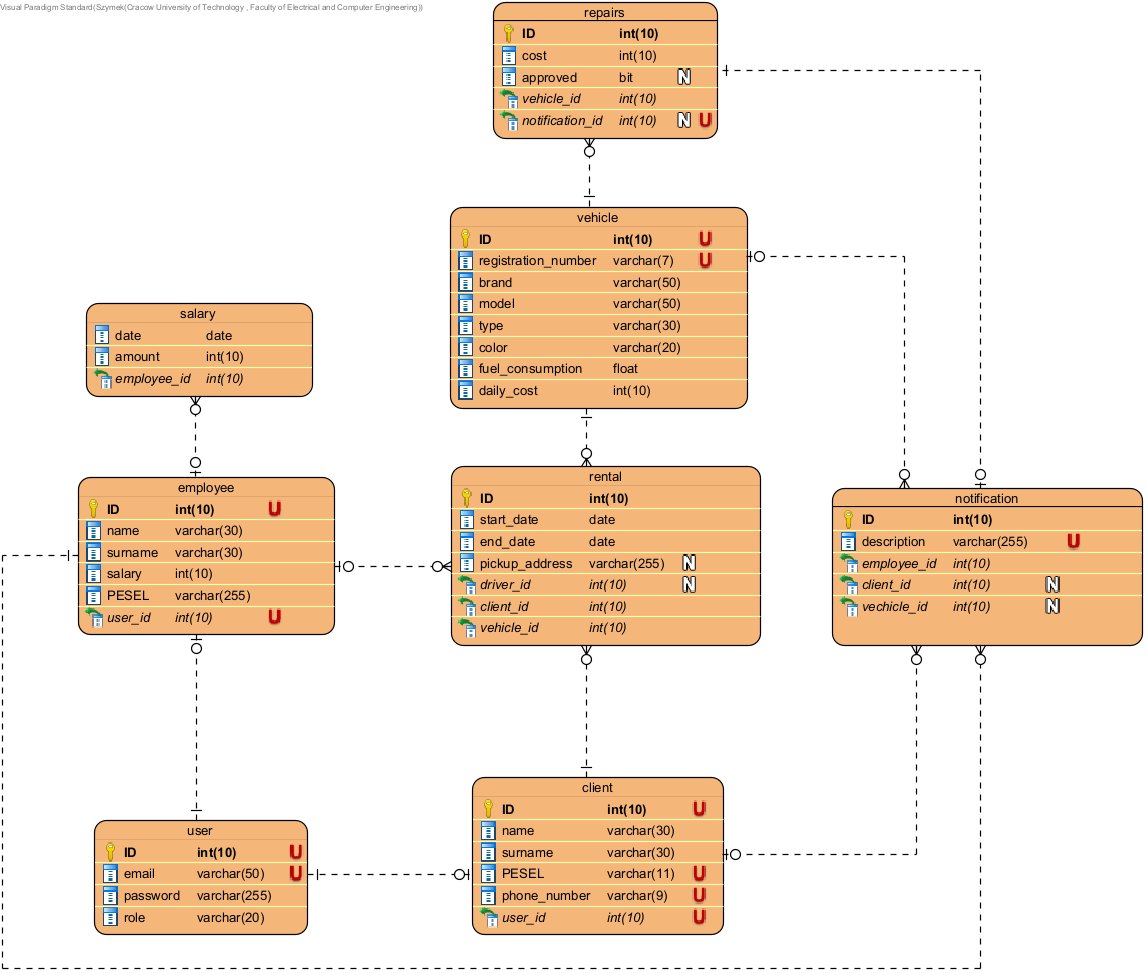 Visual Paradigm Standard(Szymek(Cracow University of Technology , Faculty of Electrical and Computer Engineering))
repairs
ID int(10)
cost int(10)
approved bit N
vehicle_id int(10)
notification_id int(10) N U
vehicle
ID int(10) U
registration_number varchar(7) U
brand varchar(50)
model varchar(50)
type varchar(30)
color varchar(20)
fuel_consumption float
daily_cost int(10)
salary
date date
amount int(10)
employee_id int(10)
employee
ID int(10) U
name varchar(30)
surname varchar(30)
salary int(10)
PESEL varchar(255)
user_id int(10) U
rental
ID int(10)
start_date date
end_date date
pickup_address varchar(255) N
driver_id int(10) N
client_id int(10)
vehicle_id int(10)
notification
ID int(10)
description varchar(255) U
employee_id int(10)
client_id int(10) N
vechicle_id int(10) N
user
ID int(10) U
email varchar(50) U
password varchar(255)
role varchar(20)
client
ID int(10) U
name varchar(30)
surname varchar(30)
PESEL varchar(11) U
phone_number varchar(9) U
user_id int(10) U